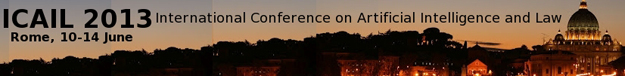 ICAIL 2013 International Conference on Artificial Intelligence and Law
Rome, 10-14 June